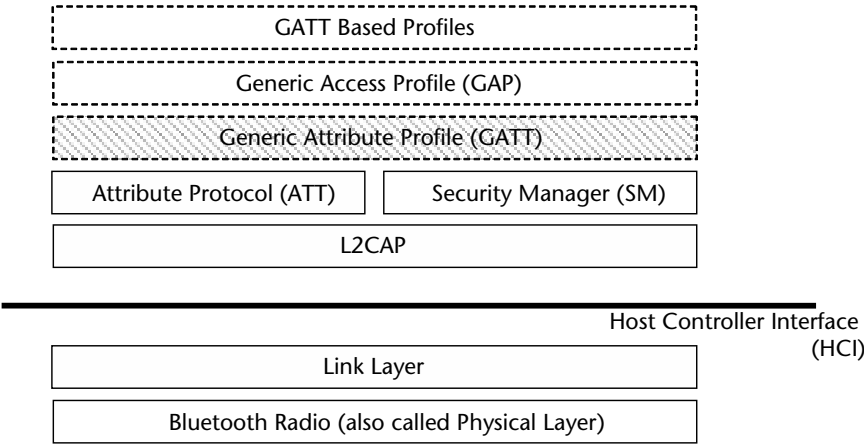 GATT Based Profiles
Generic Access Profile (GAP)
Generic Attribute Profile (GATT)
Attribute Protocol (ATT)
Security Manager (SM)
L2CAP
Host Controller Interface
(HCI)
Link Layer
Bluetooth Radio (also called Physical Layer)